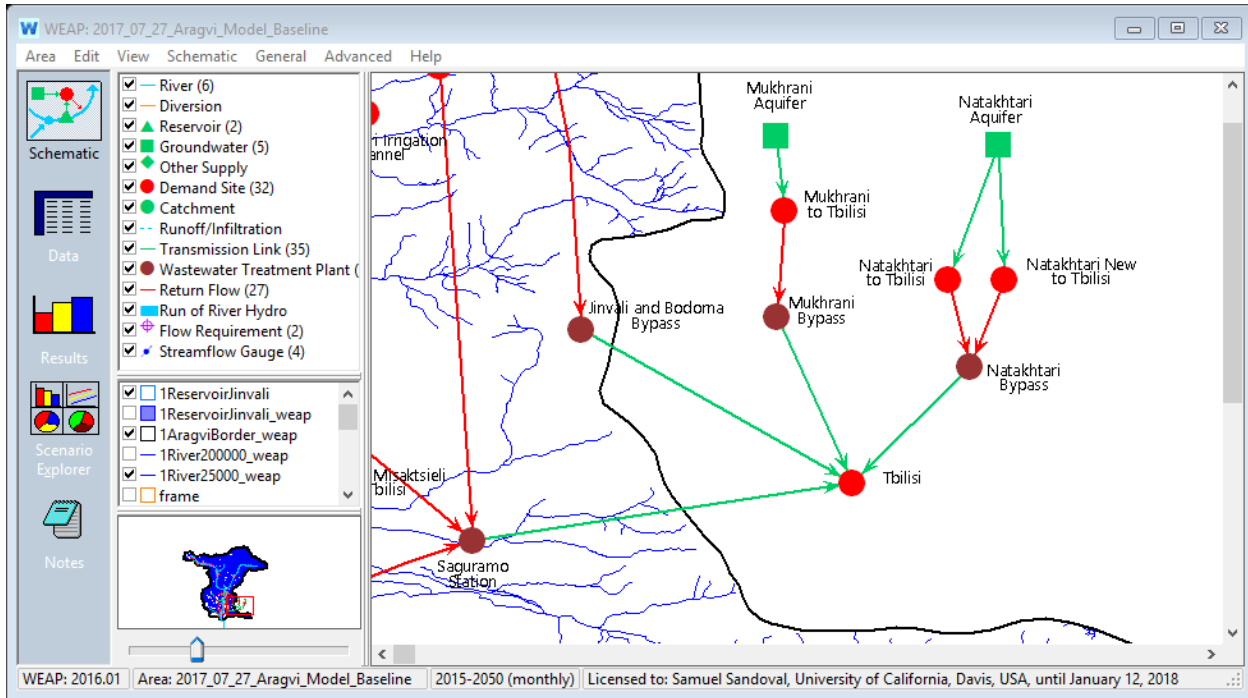 WEAP: 2017_07_27_Aragvi_Model_Baseline
Area Edit View Schematic General Advanced Help
Schematic
Data
Results
Scenario
Explorer
Notes
River (6)
Diversion
Reservoir (2)
Groundwater (5)
Other Supply
Demand Site (32)
Catchment
Runoff/Infiltration
Transmission Link (35)
Wastewater Treatment Plant (
Return Flow (27)
Run of River Hydro
Flow Requirement (2)
Streamflow Gauge (4)
1ReservoirJinvali
1ReservoirJinvali_weap
1AragviBorder_weap
1River200000_weap
1River25000_weap
frame
Mukhrani
Aquifer
Natakhtari
Aquifer
ri Irrigation
annel
Mukhrani
to Tbilisi
Natakhtari
to Tbilisi
Natakhtari New
to Tbilisi
Jinvali and Bodorna
Bypass
Mukhrani
Bypass
Natakhtari
Bypass
Misaktsieli
Tbilisi
Tbilisi
Saguramo
Station
WEAP: 2016.01 Area: 2017_07_27_Aragvi_Model_Baseline 2015-2050 (monthly) Licensed to: Samuel Sandoval, University of California, Davis, USA, until January 12, 2018